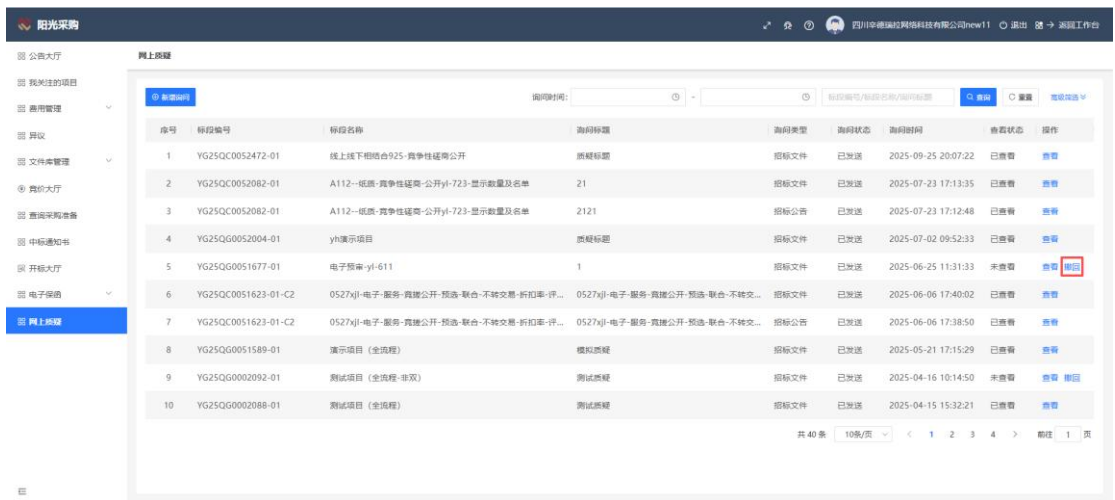 阳光采购
四川辛德瑞拉网络科技有限公司new11 退出 返回工作台
公告大厅
我关注的项目
费用管理
异议
文件库管理
竞价大厅
查询采购准备
中标通知书
开标大厅
电子保函
网上质疑
网上质疑
新增询问 询问时间: - 标段编号/标段名称/询问标题 查询 重置 高级筛选
序号 标段编号 标段名称 询问标题 询问类型 询问状态 询问时间 查看状态 操作
1 YG25QC0052472-01 线上线下相结合925-竞争性磋商公开 质疑标题 招标文件 已发送 2025-09-25 20:07:22 已查看 查看
2 YG25QC0052082-01 A112--纸质-竞争性磋商-公开yl-723-显示数量及名单 21 招标文件 已发送 2025-07-23 17:13:35 已查看 查看
3 YG25QC0052082-01 A112--纸质-竞争性磋商-公开yl-723-显示数量及名单 2121 招标公告 已发送 2025-07-23 17:12:48 已查看 查看
4 YG25QG0052004-01 yh演示项目 质疑标题 招标文件 已发送 2025-07-02 09:52:33 已查看 查看
5 YG25QG0051677-01 电子预审-yl-611 1 招标文件 已发送 2025-06-25 11:31:33 未查看 查看 撤回
6 YG25QC0051623-01-C2 0527xjl-电子-服务-竞搓公开-预选-联合-不转交易-折扣率-评... 0527xjl-电子-服务-竞搓公开-预选-联合-不转交... 招标文件 已发送 2025-06-06 17:40:02 已查看 查看
7 YG25QC0051623-01-C2 0527xjl-电子-服务-竞搓公开-预选-联合-不转交易-折扣率-评... 0527xjl-电子-服务-竞搓公开-预选-联合-不转交... 招标公告 已发送 2025-06-06 17:38:50 已查看 查看
8 YG25QG0051589-01 演示项目（全流程） 模拟质疑 招标文件 已发送 2025-05-21 17:15:29 已查看 查看
9 YG25QG0002092-01 测试项目（全流程-非双） 测试质疑 招标文件 已发送 2025-04-16 10:14:50 未查看 查看 撤回
10 YG25QG0002088-01 测试项目（全流程） 测试质疑 招标文件 已发送 2025-04-15 15:32:21 已查看 查看
共 40 条 10条/页 < 1 2 3 4 > 前往 1 页